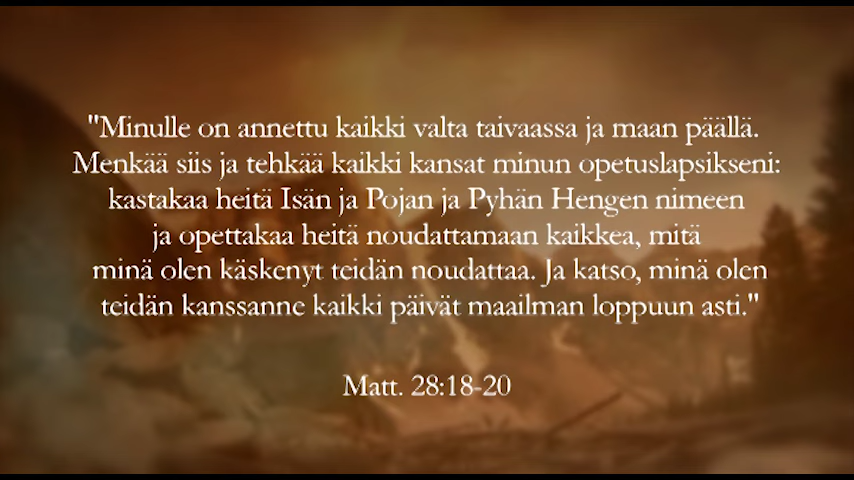 "Minulle on annettu kaikki valta taivaassa ja maan päällä.
Menkää siis ja tehkää kaikki kansat minun opetuslapsikseni:
kastakaa heitä Isän ja Pojan ja Pyhän Hengen nimeen
ja opettakaa heitä noudattamaan kaikkea, mitä
minä olen käskenyt teidän noudattaa. Ja katso, minä olen
teidän kanssanne kaikki päivät maailman loppuun asti."
Matt. 28:18-20